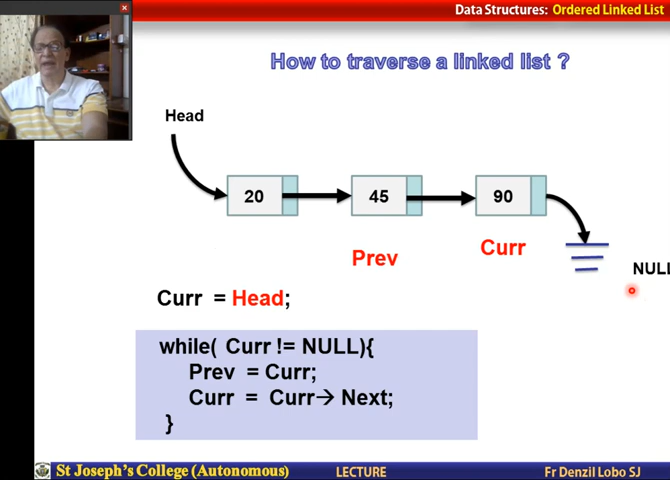 Data Structures: Ordered Linked List
How to traverse a linked list ?
Head
20 45 90
Prev Curr
NULL
Curr = Head;
while( Curr != NULL){
Prev = Curr;
Curr = Curr→ Next;
}
St Joseph's College (Autonomous) LECTURE Fr Denzil Lobo SJ